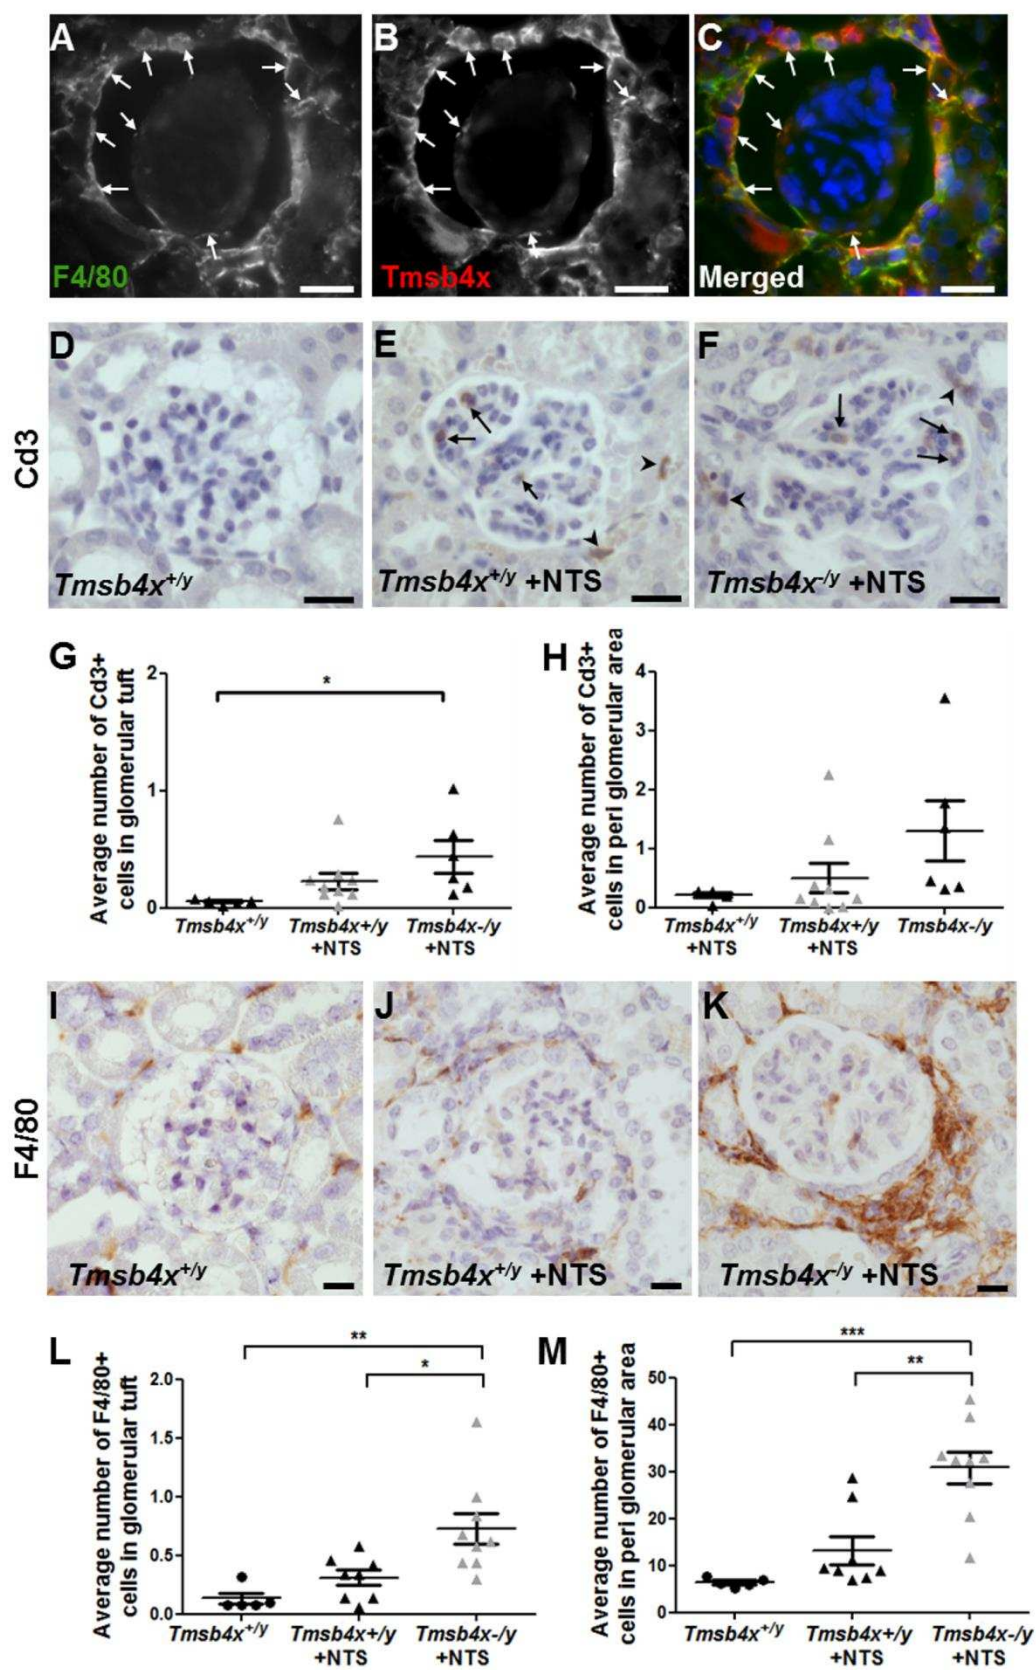 A
B
C
F4/80
Tmsb4x
Merged
D
E
F
Cd3
Tmsb4x+/y
Tmsb4x+/y +NTS
Tmsb4x-/y +NTS
G
Average number of Cd3+
cells in glomerular tuft
2
1
0
*
Tmsb4x+/y
Tmsb4x+/y
+NTS
Tmsb4x-/y
+NTS
H
Average number of Cd3+
cells in peri glomerular area
4
3
2
1
0
Tmsb4x+/y
+NTS
Tmsb4x+/y
+NTS
Tmsb4x-/y
I
J
K
F4/80
Tmsb4x+/y
Tmsb4x+/y +NTS
Tmsb4x-/y +NTS
L
Average number of F4/80+
cells in glomerular tuft
2.0
1.5
1.0
0.5
0.0
**
*
Tmsb4x+/y
Tmsb4x+/y
+NTS
Tmsb4x-/y
+NTS
M
Average number of F4/80+
cells in peri glomerular area
50
40
30
20
10
0
***
**
Tmsb4x+/y
Tmsb4x+/y
+NTS
Tmsb4x-/y
+NTS